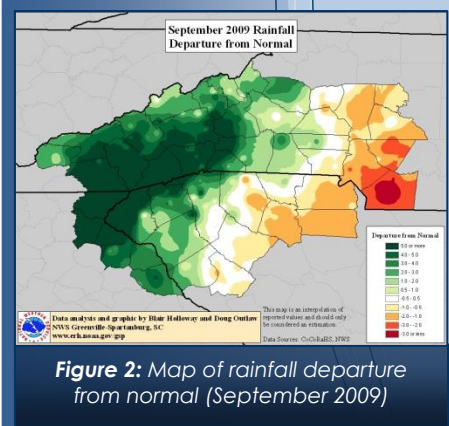 September 2009 Rainfall
Departure from Normal
Departure from Normal
5.0 or more
4.0 - 5.0
3.0 - 4.0
2.0 - 3.0
1.0 - 2.0
0.5 - 1.0
-0.5 - 0.5
-1.0 - -0.5
-2.0 - -1.0
-3.0 - -2.0
-3.0 or less
This map is an interpolation of
reported values and should only
be considered an estimation.
Data Sources: CoCoRaHS, NWS
Data analysis and graphic by Blair Holloway and Doug Outlaw
NWS Greenville-Spartanburg, SC
www.erh.noaa.gov/gsp
Figure 2: Map of rainfall departure
from normal (September 2009)